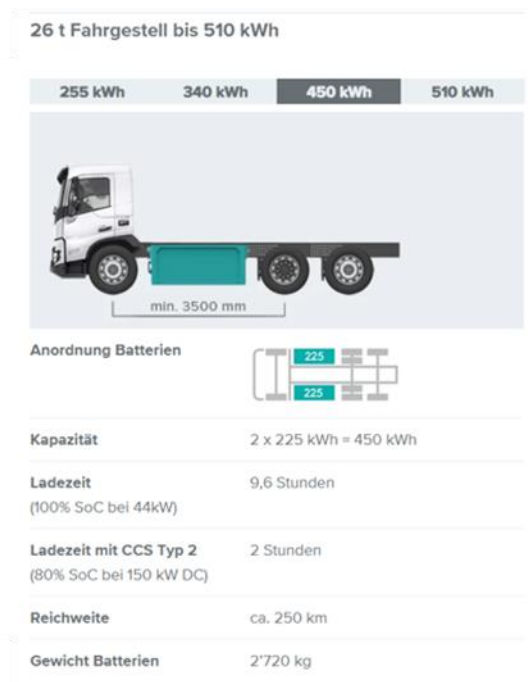 26 t Fahrgestell bis 510 kWh
255 kWh 340 kWh 450 kWh 510 kWh
min. 3500 mm
Anordnung Batterien
225
225
Kapazität 2 x 225 kWh = 450 kWh
Ladezeit 9,6 Stunden
(100% SoC bei 44kW)
Ladezeit mit CCS Typ 2 2 Stunden
(80% SoC bei 150 kW DC)
Reichweite ca. 250 km
Gewicht Batterien 2'720 kg